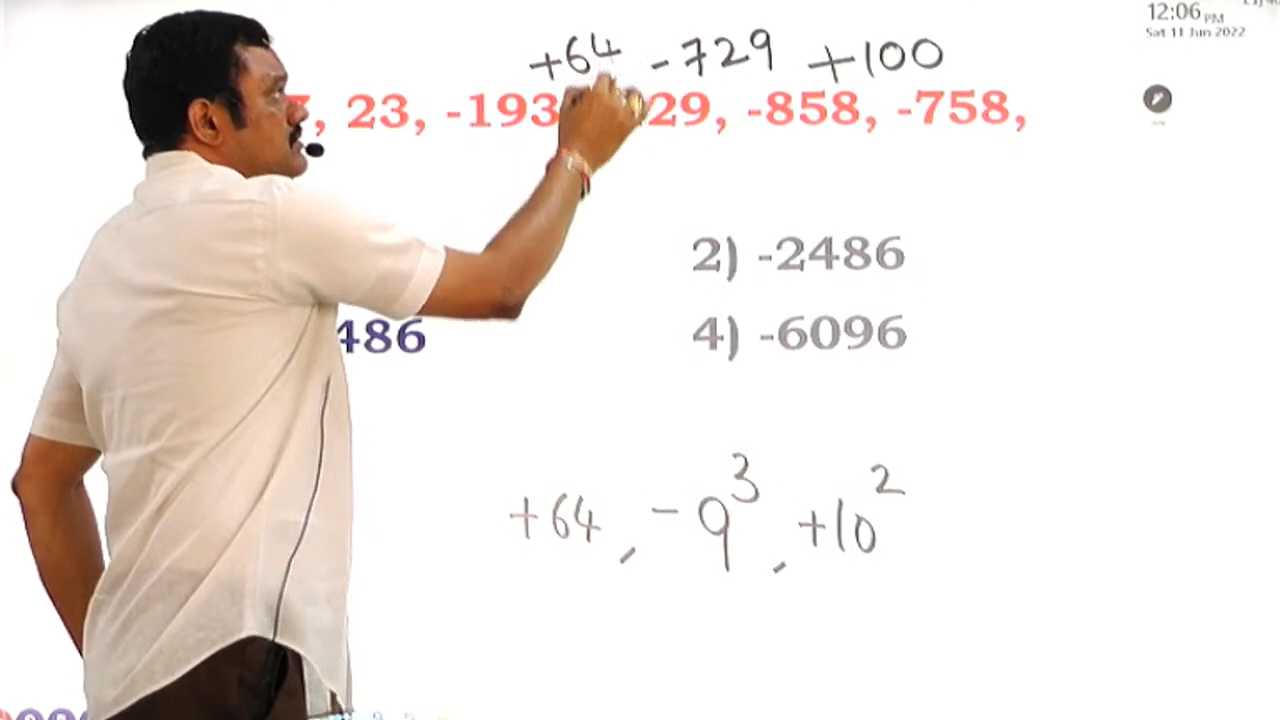 12:06 PM
Sat 11 Jun 2022
+64 -729 +100
, 23, -193 29, -858, -758,
2) -2486
486
4) -6096
+64, -9³, +10²